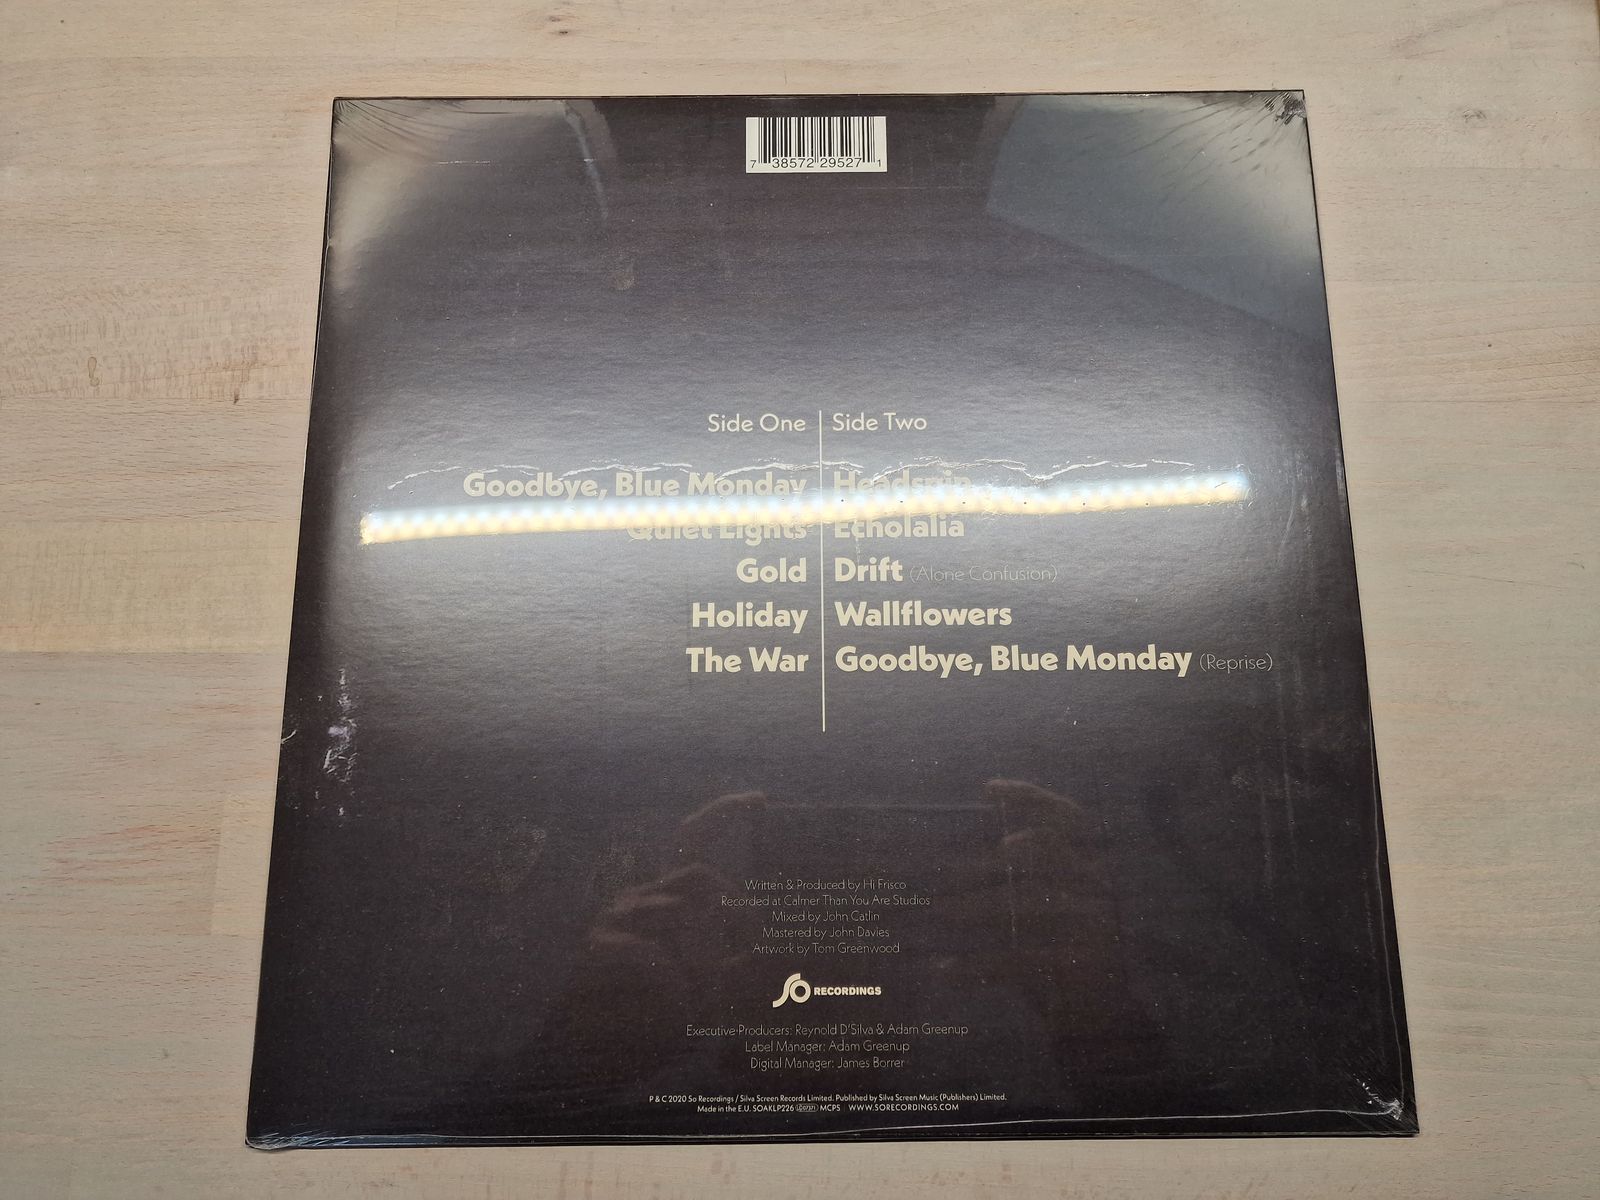 7 38572 29527 1
Side One
Goodbye, Blue Monday
Quiet Lights
Gold
Holiday
The War
Side Two
Headspin
Echolalia
Drift (Alone Confusion)
Wallflowers
Goodbye, Blue Monday (Reprise)
Written & Produced by Hi Frisco
Recorded at Calmer Than You Are Studios
Mixed by John Catlin
Mastered by John Davies
Artwork by Tom Greenwood
SO RECORDINGS
Executive Producers: Reynold D'Silva & Adam Greenup
Label Manager: Adam Greenup
Digital Manager: James Borrer
P & C 2020 So Recordings / Silva Screen Records Limited. Published by Silva Screen Music (Publishers) Limited.
Made in the E.U. SOAKLP226 MCPS | WWW.SORECORDINGS.COM